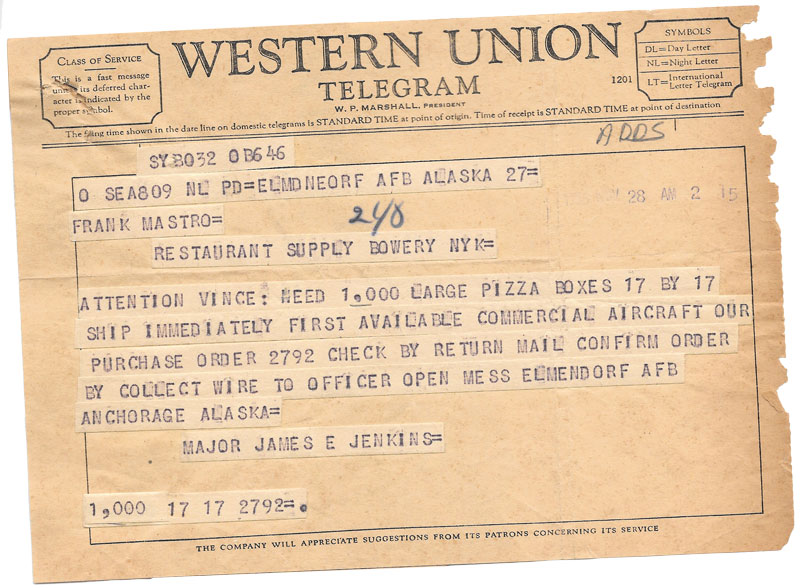 CLASS OF SERVICE
This is a fast message
unless its deferred char-
acter is indicated by the
proper symbol.
WESTERN UNION
TELEGRAM
W. P. MARSHALL, PRESIDENT
1201
SYMBOLS
DL=Day Letter
NL=Night Letter
LT=International
Letter Telegram
The filing time shown in the date line on domestic telegrams is STANDARD TIME at point of origin. Time of receipt is STANDARD TIME at point of destination
ADDS
SYB032 OB646
O SEA809 NL PD=ELMDNEORF AFB ALASKA 27=
28 AM 2 15
FRANK MASTRO=
248
RESTAURANT SUPPLY BOWERY NYK=
ATTENTION VINCE: NEED 1,000 LARGE PIZZA BOXES 17 BY 17
SHIP IMMEDIATELY FIRST AVAILABLE COMMERCIAL AIRCRAFT OUR
PURCHASE ORDER 2792 CHECK BY RETURN MAIL CONFIRM ORDER
BY COLLECT WIRE TO OFFICER OPEN MESS ELMENDORF AFB
ANCHORAGE ALASKA=
MAJOR JAMES E JENKINS=
1,000 17 17 2792=.
THE COMPANY WILL APPRECIATE SUGGESTIONS FROM ITS PATRONS CONCERNING ITS SERVICE